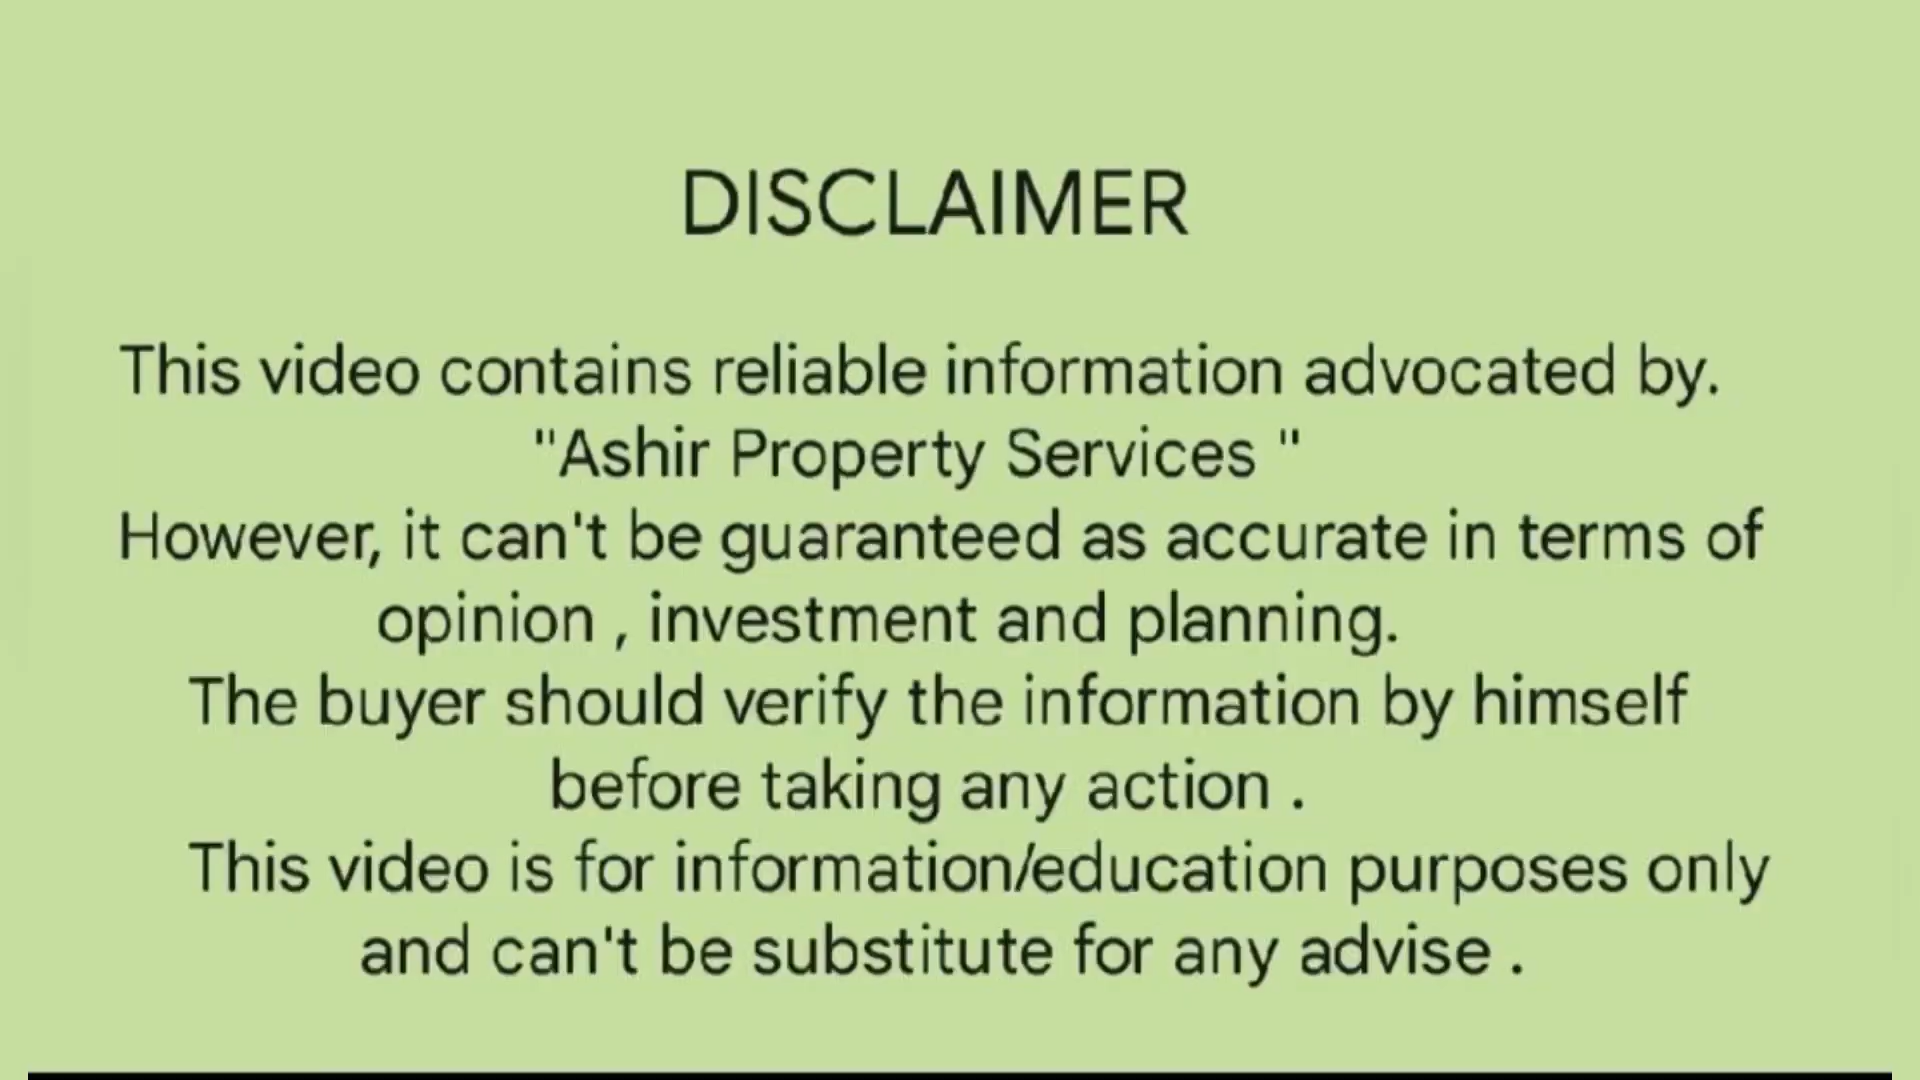 DISCLAIMER
This video contains reliable information advocated by.
"Ashir Property Services "
However, it can't be guaranteed as accurate in terms of
opinion , investment and planning.
The buyer should verify the information by himself
before taking any action .
This video is for information/education purposes only
and can't be substitute for any advise .